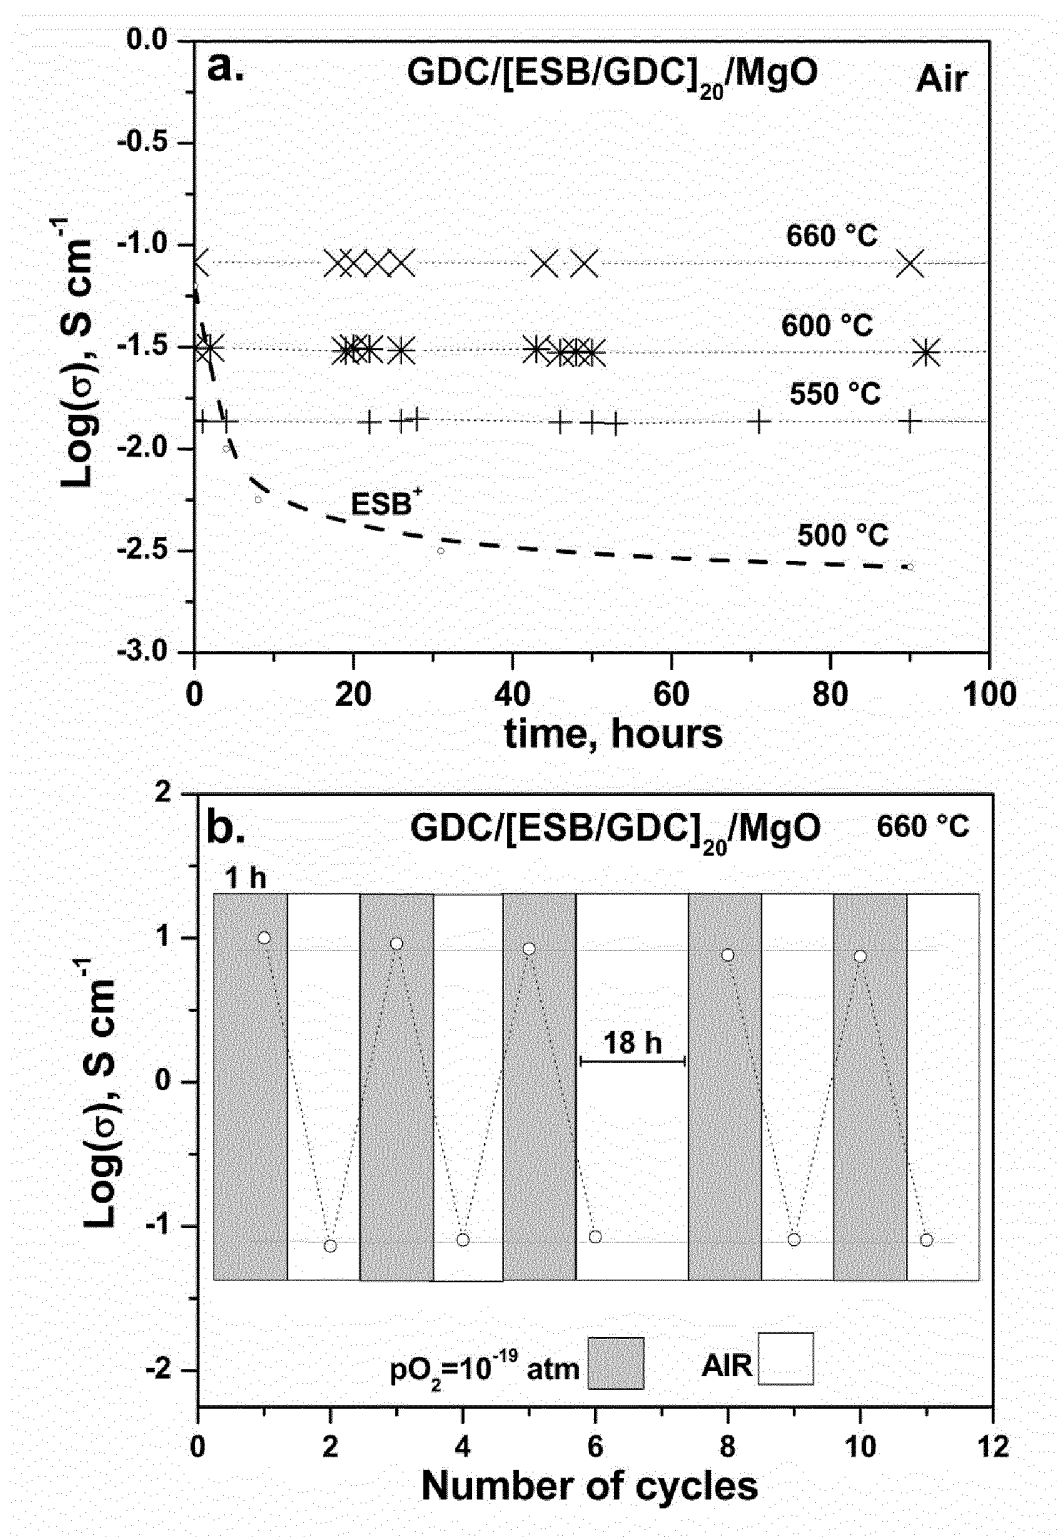 a.
GDC/[ESB/GDC]₂₀/MgO
Air
0.0
-0.5
-1.0
-1.5
-2.0
-2.5
-3.0
Log(σ), S cm⁻¹
660 °C
600 °C
550 °C
ESB⁺
500 °C
0 20 40 60 80 100
time, hours
b.
GDC/[ESB/GDC]₂₀/MgO
660 °C
2
1
0
-1
-2
Log(σ), S cm⁻¹
1 h
18 h
pO₂=10⁻¹⁹ atm
AIR
0 2 4 6 8 10 12
Number of cycles